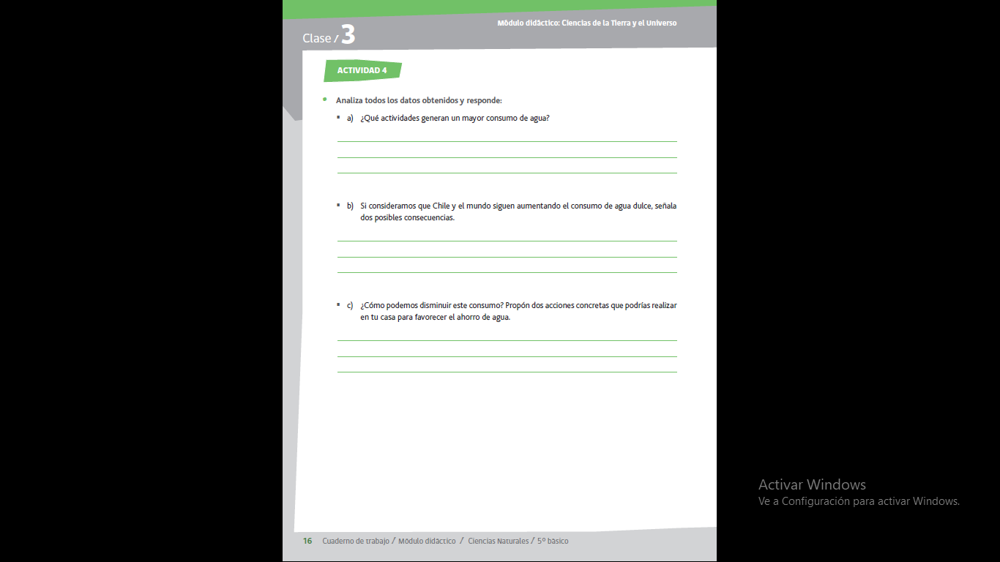 Módulo didáctico: Ciencias de la Tierra y el Universo
Clase / 3
ACTIVIDAD 4
• Analiza todos los datos obtenidos y responde:
▪ a) ¿Qué actividades generan un mayor consumo de agua?
▪ b) Si consideramos que Chile y el mundo siguen aumentando el consumo de agua dulce, señala
dos posibles consecuencias.
▪ c) ¿Cómo podemos disminuir este consumo? Propón dos acciones concretas que podrías realizar
en tu casa para favorecer el ahorro de agua.
Activar Windows
Ve a Configuración para activar Windows.
16 Cuaderno de trabajo / Módulo didáctico / Ciencias Naturales / 5º básico